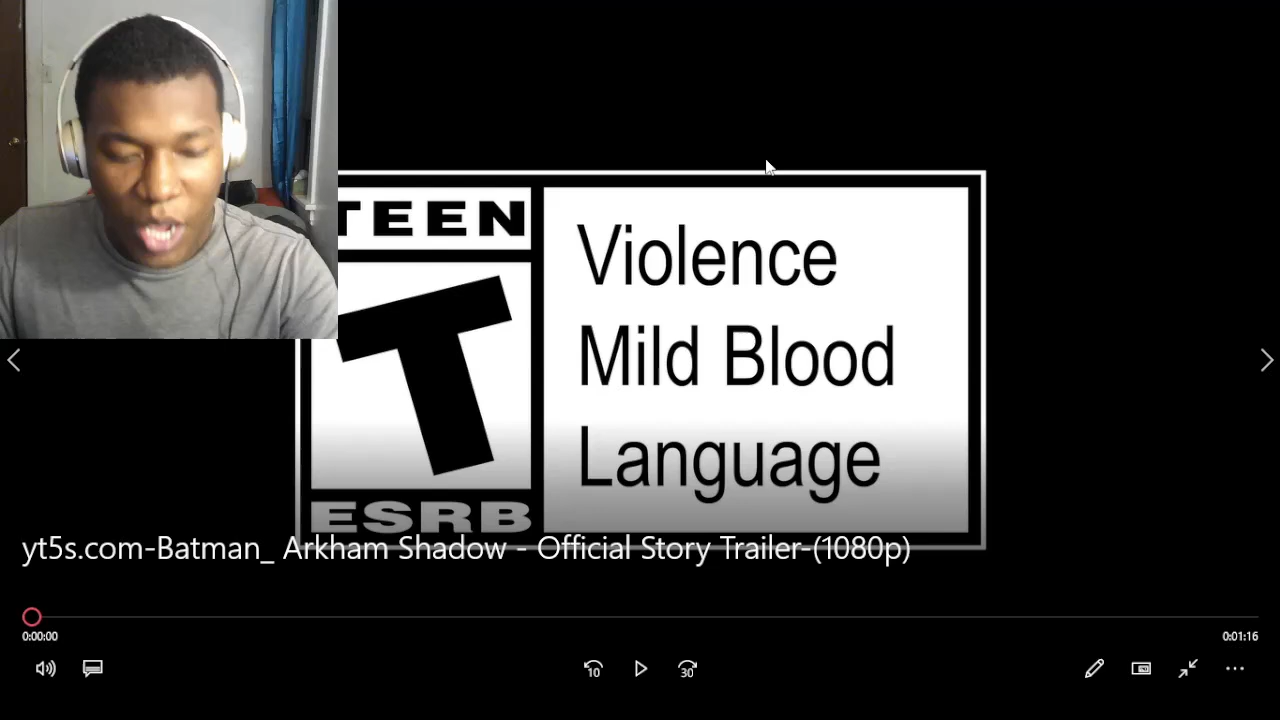 TEEN
T
ESRB
Violence
Mild Blood
Language
yt5s.com-Batman_ Arkham Shadow - Official Story Trailer-(1080p)
0:00:00
0:01:16
10
30